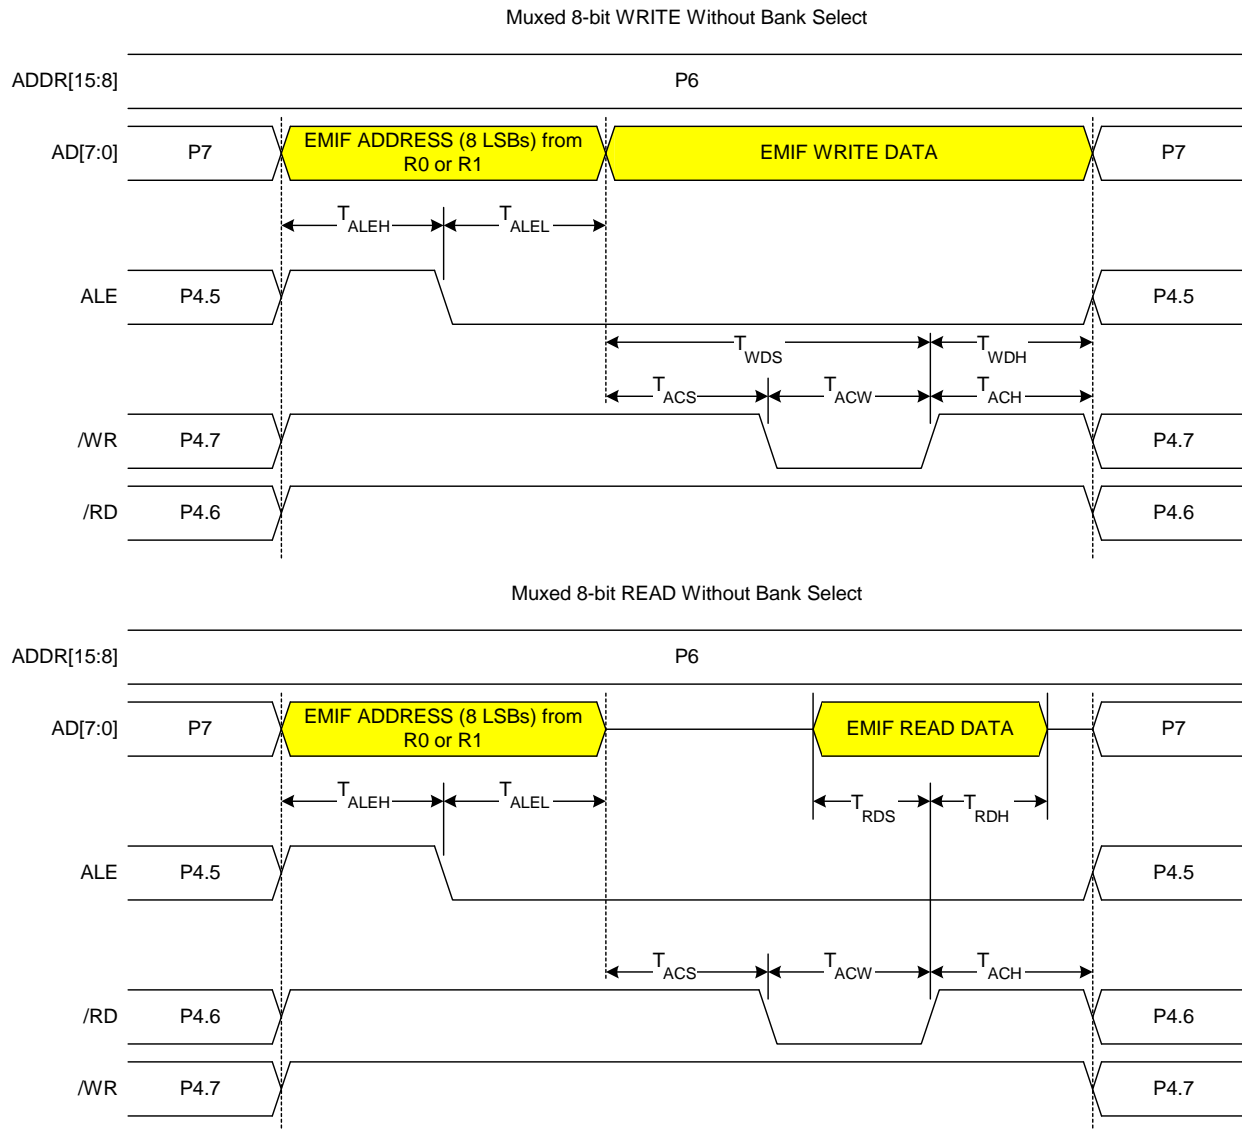 Muxed 8-bit WRITE Without Bank Select
ADDR[15:8] P6
AD[7:0] P7 EMIF ADDRESS (8 LSBs) from R0 or R1 EMIF WRITE DATA P7
TALEH TALEL
ALE P4.5 P4.5
TWDS TWDH
TACS TACW TACH
/WR P4.7 P4.7
/RD P4.6 P4.6
Muxed 8-bit READ Without Bank Select
ADDR[15:8] P6
AD[7:0] P7 EMIF ADDRESS (8 LSBs) from R0 or R1 EMIF READ DATA P7
TALEH TALEL TRDS TRDH
ALE P4.5 P4.5
TACS TACW TACH
/RD P4.6 P4.6
/WR P4.7 P4.7